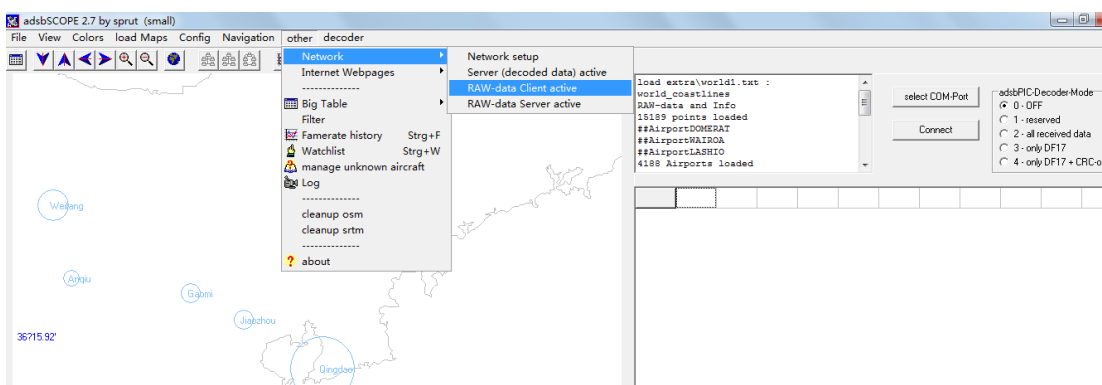 adsbSCOPE 2.7 by sprut (small)
File View Colors load Maps Config Navigation other decoder
Network
Internet Webpages
--------------
Big Table
Filter
Famerate history Strg+F
Watchlist Strg+W
manage unknown aircraft
Log
--------------
cleanup osm
cleanup srtm
--------------
? about
Network setup
Server (decoded data) active
RAW-data Client active
RAW-data Server active
load extra\world1.txt :
world_coastlines
RAW-data and Info
15189 points loaded
##AirportDOMERAT
##AirportWAIROA
##AirportLASHIO
4188 Airports loaded
select COM-Port
Connect
adsbPIC-Decoder-Mode
0 - OFF
1 - reserved
2 - all received data
3 - only DF17
4 - only DF17 + CRC-o
Weifang
Anqiu
Gaomi
Jiaozhou
36?15.92'
Qingdao